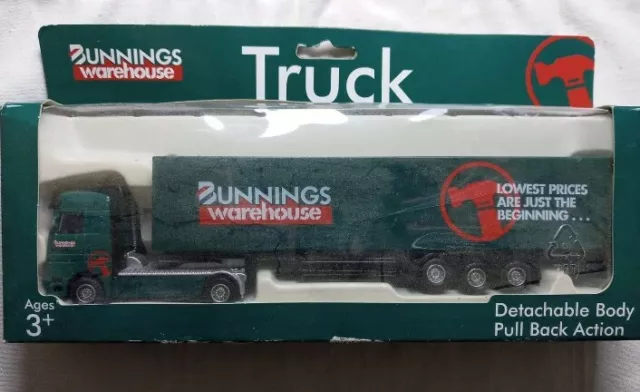 BUNNINGS
warehouse
Truck
BUNNINGS
warehouse
LOWEST PRICES
ARE JUST THE
BEGINNING...
Ages
3+
Detachable Body
Pull Back Action